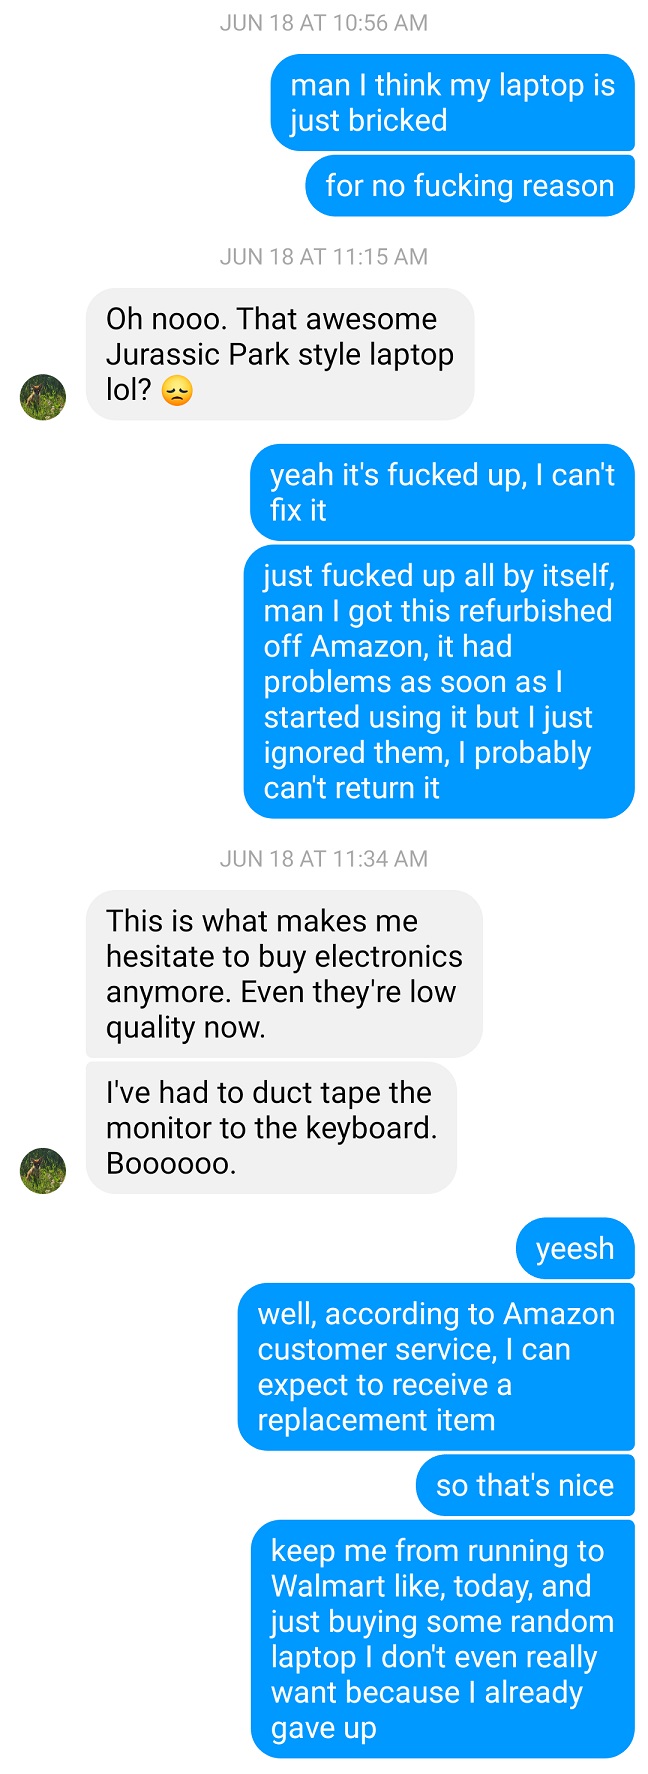 JUN 18 AT 10:56 AM
man I think my laptop is
just bricked
for no fucking reason
JUN 18 AT 11:15 AM
Oh nooo. That awesome
Jurassic Park style laptop
lol? 😞
yeah it's fucked up, I can't
fix it
just fucked up all by itself,
man I got this refurbished
off Amazon, it had
problems as soon as I
started using it but I just
ignored them, I probably
can't return it
JUN 18 AT 11:34 AM
This is what makes me
hesitate to buy electronics
anymore. Even they're low
quality now.
I've had to duct tape the
monitor to the keyboard.
Boooooo.
yeesh
well, according to Amazon
customer service, I can
expect to receive a
replacement item
so that's nice
keep me from running to
Walmart like, today, and
just buying some random
laptop I don't even really
want because I already
gave up